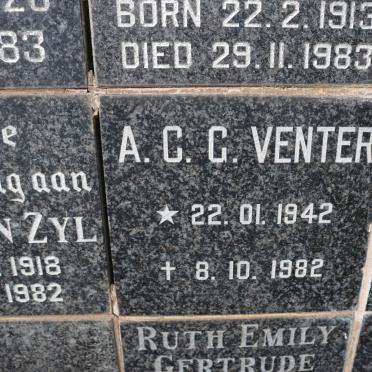 BORN 22.2.1913
83
DIED 29.11.1983
e
g aan
N ZYL
.1918
1982
A. C. G. VENTER
★ 22.01.1942
✝ 8.10.1982
RUTH EMILY
GERTRUDE